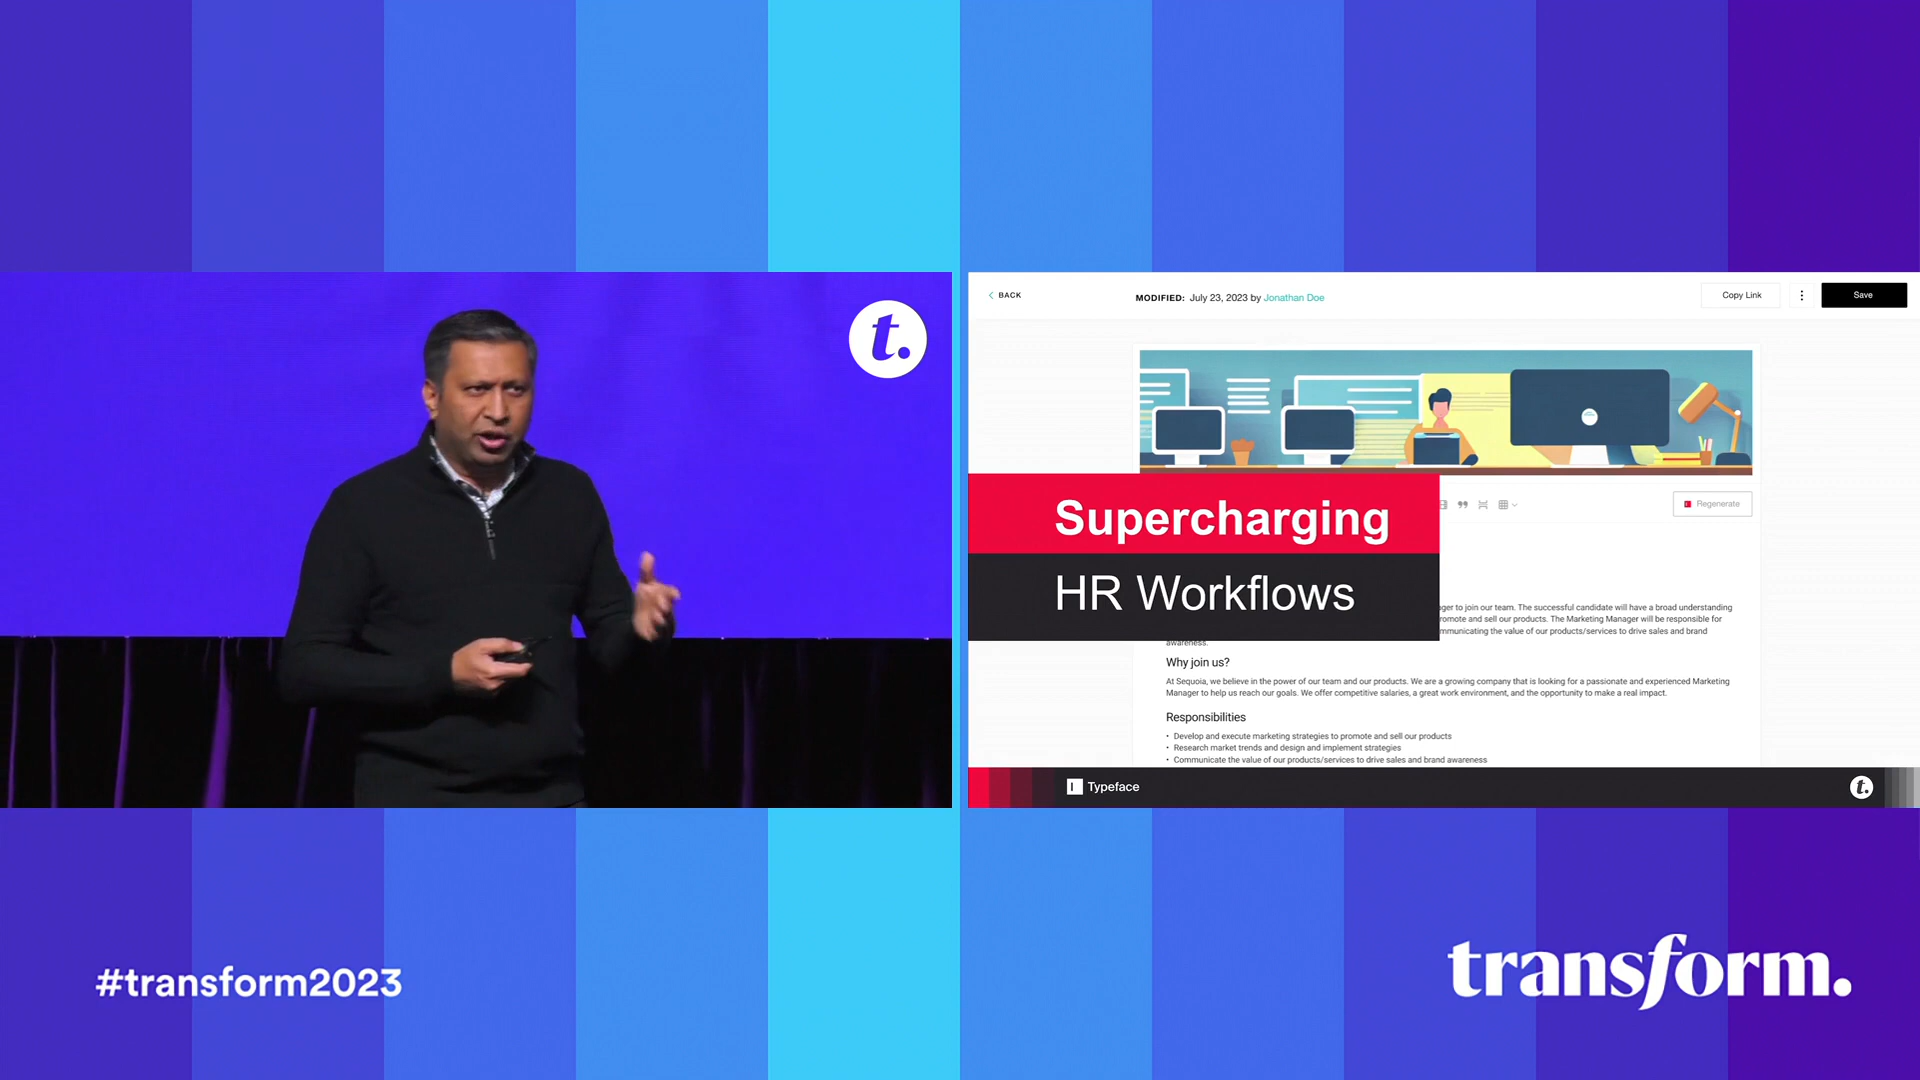 t.
BACK
MODIFIED: July 23, 2023 by Jonathan Doe
Copy Link
Save
Regenerate
Supercharging
HR Workflows
ger to join our team. The successful candidate will have a broad understanding
romote and sell our products. The Marketing Manager will be responsible for
mmunicating the value of our products/services to drive sales and brand
awareness.
Why join us?
At Sequoia, we believe in the power of our team and our products. We are a growing company that is looking for a passionate and experienced Marketing
Manager to help us reach our goals. We offer competitive salaries, a great work environment, and the opportunity to make a real impact.
Responsibilities
• Develop and execute marketing strategies to promote and sell our products
• Research market trends and design and implement strategies
• Communicate the value of our products/services to drive sales and brand awareness
Typeface
t.
#transform2023
transform.